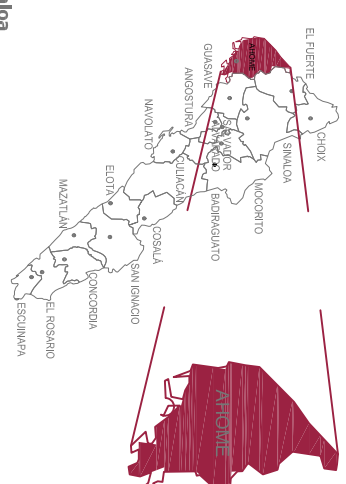 EL FUERTE
CHOIX
AHOME
SINALOA
GUASAVE
ANGOSTURA
SALVADOR
ALVARADO
MOCORITO
BADIRAGUATO
NAVOLATO
CULIACÁN
ELOTA
COSALÁ
MAZATLÁN
SAN IGNACIO
CONCORDIA
EL ROSARIO
ESCUINAPA
AHOME